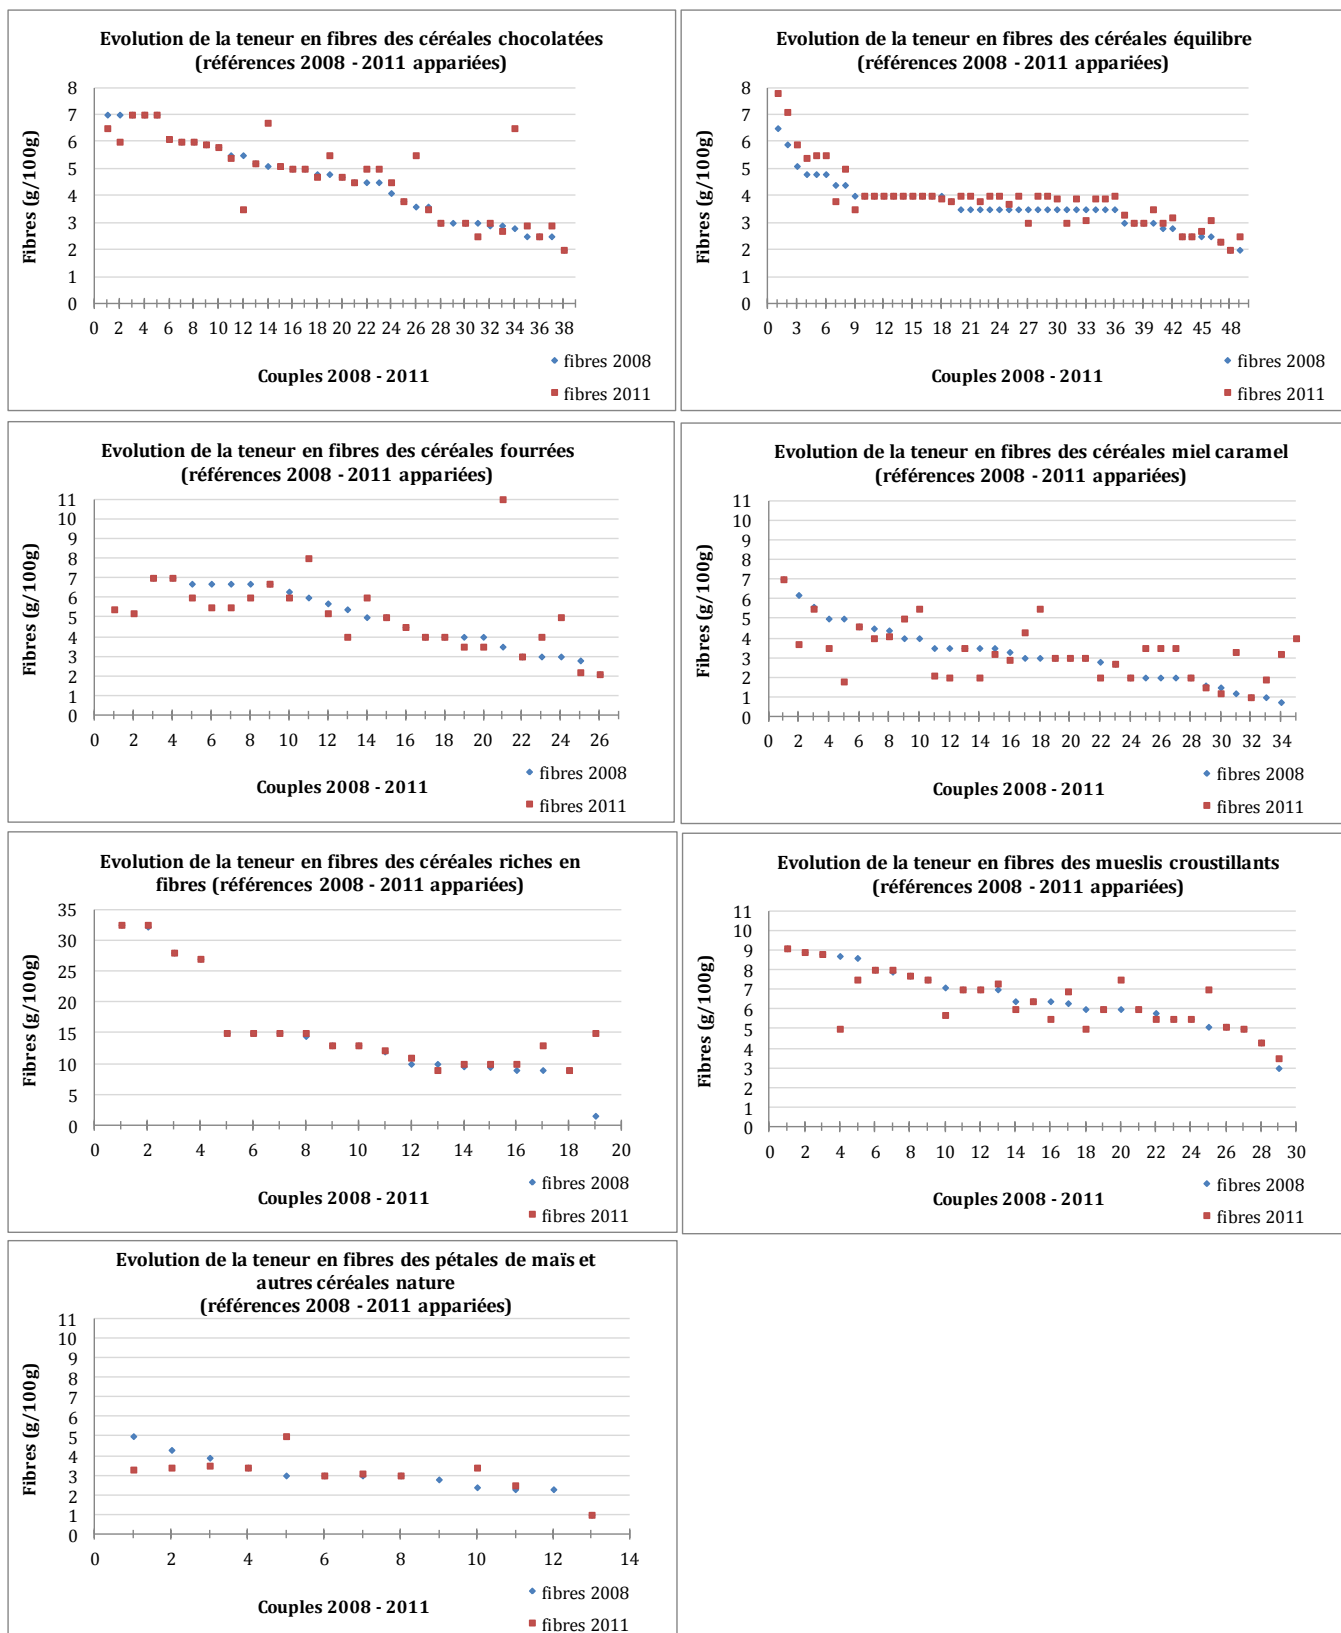 Evolution de la teneur en fibres des céréales chocolatées
(références 2008 - 2011 appariées)
Fibres (g/100g)
8
7
6
5
4
3
2
1
0
0 2 4 6 8 10 12 14 16 18 20 22 24 26 28 30 32 34 36 38
Couples 2008 - 2011
fibres 2008
fibres 2011
Evolution de la teneur en fibres des céréales équilibre
(références 2008 - 2011 appariées)
Fibres (g/100g)
8
7
6
5
4
3
2
1
0
0 3 6 9 12 15 18 21 24 27 30 33 36 39 42 45 48
Couples 2008 - 2011
fibres 2008
fibres 2011
Evolution de la teneur en fibres des céréales fourrées
(références 2008 - 2011 appariées)
Fibres (g/100g)
11
10
9
8
7
6
5
4
3
2
1
0
0 2 4 6 8 10 12 14 16 18 20 22 24 26
Couples 2008 - 2011
fibres 2008
fibres 2011
Evolution de la teneur en fibres des céréales miel caramel
(références 2008 - 2011 appariées)
Fibres (g/100g)
11
10
9
8
7
6
5
4
3
2
1
0
0 2 4 6 8 10 12 14 16 18 20 22 24 26 28 30 32 34
Couples 2008 - 2011
fibres 2008
fibres 2011
Evolution de la teneur en fibres des céréales riches en
fibres (références 2008 - 2011 appariées)
Fibres (g/100g)
35
30
25
20
15
10
5
0
0 2 4 6 8 10 12 14 16 18 20
Couples 2008 - 2011
fibres 2008
fibres 2011
Evolution de la teneur en fibres des mueslis croustillants
(références 2008 - 2011 appariées)
Fibres (g/100g)
11
10
9
8
7
6
5
4
3
2
1
0
0 2 4 6 8 10 12 14 16 18 20 22 24 26 28 30
Couples 2008 - 2011
fibres 2008
fibres 2011
Evolution de la teneur en fibres des pétales de maïs et
autres céréales nature
(références 2008 - 2011 appariées)
Fibres (g/100g)
11
10
9
8
7
6
5
4
3
2
1
0
0 2 4 6 8 10 12 14
Couples 2008 - 2011
fibres 2008
fibres 2011